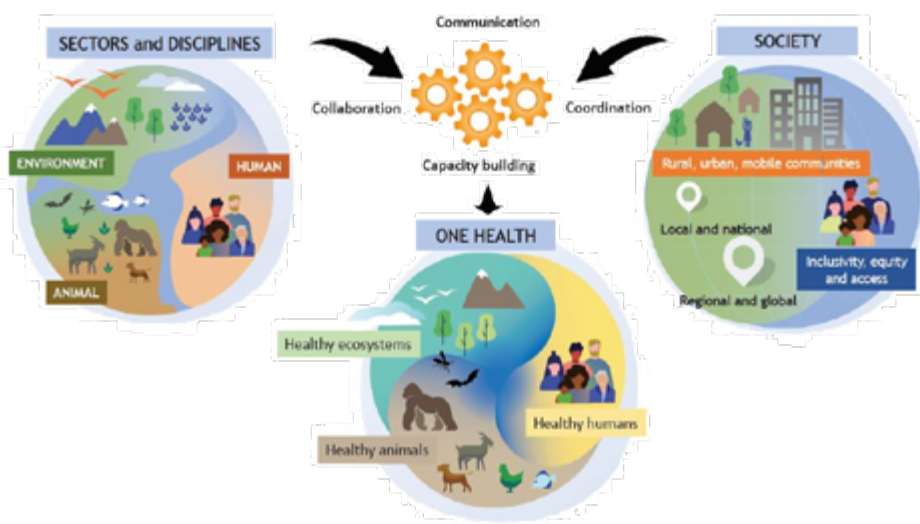 SECTORS and DISCIPLINES
ENVIRONMENT
HUMAN
ANIMAL
Communication
Collaboration
Coordination
Capacity building
SOCIETY
Rural, urban, mobile communities
Local and national
Inclusivity, equity
and access
Regional and global
ONE HEALTH
Healthy ecosystems
Healthy humans
Healthy animals